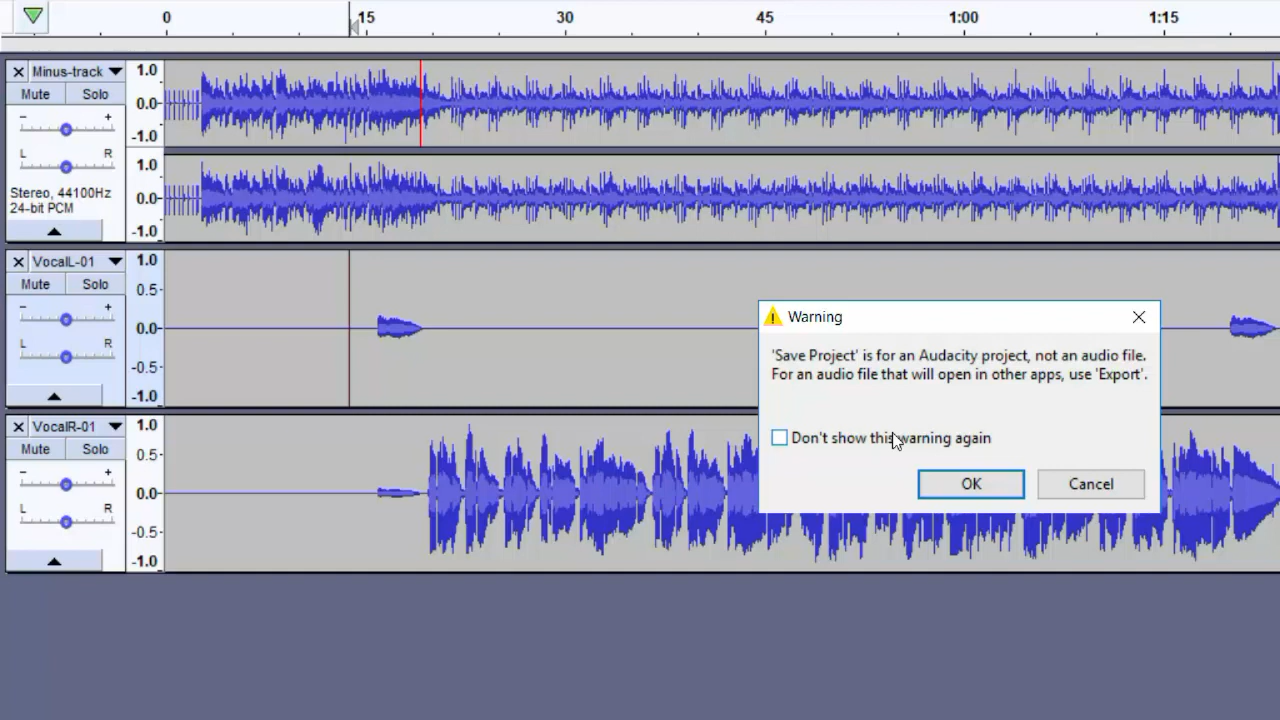 0 15 30 45 1:00 1:15
Minus-track
Mute Solo
- +
L R
Stereo, 44100Hz
24-bit PCM
1.0
0.0-
-1.0
1.0
0.0-
-1.0
VocalL-01
Mute Solo
- +
L R
1.0
0.5-
0.0-
-0.5-
-1.0
VocalR-01
Mute Solo
- +
L R
1.0
0.5-
0.0-
-0.5-
-1.0
Warning
'Save Project' is for an Audacity project, not an audio file.
For an audio file that will open in other apps, use 'Export'.
Don't show this warning again
OK Cancel